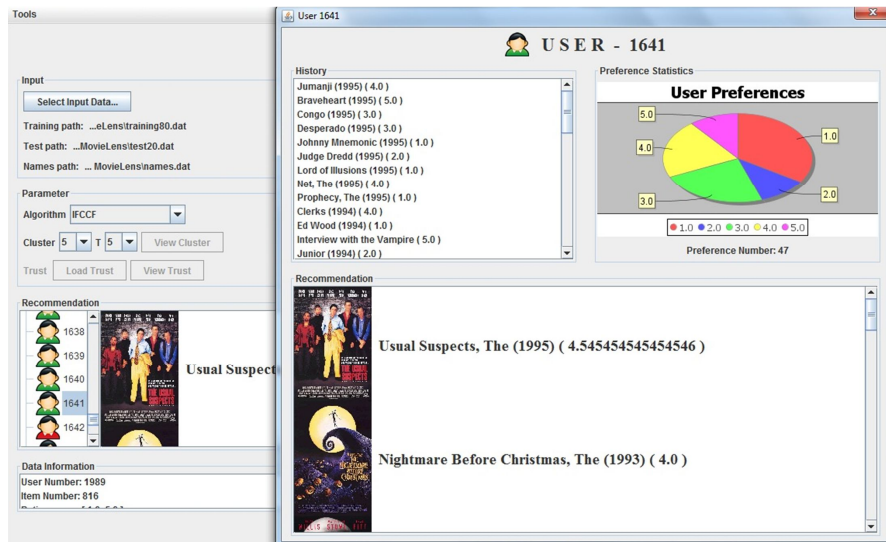 Tools
Input
Select Input Data...
Training path: ...eLens\training80.dat
Test path: ...MovieLens\test20.dat
Names path: ... MovieLens\names.dat
Parameter
Algorithm IFCCF
Cluster 5 T 5 View Cluster
Trust Load Trust View Trust
Recommendation
1638
1639
1640
1641
1642
Usual Suspect
THE USUAL
SUSPECTS
Data Information
User Number: 1989
Item Number: 816
User 1641
U S E R - 1641
History
Jumanji (1995) ( 4.0 )
Braveheart (1995) ( 5.0 )
Congo (1995) ( 3.0 )
Desperado (1995) ( 3.0 )
Johnny Mnemonic (1995) ( 1.0 )
Judge Dredd (1995) ( 2.0 )
Lord of Illusions (1995) ( 1.0 )
Net, The (1995) ( 4.0 )
Prophecy, The (1995) ( 1.0 )
Clerks (1994) ( 4.0 )
Ed Wood (1994) ( 1.0 )
Interview with the Vampire ( 5.0 )
Junior (1994) ( 2.0 )
Preference Statistics
User Preferences
5.0
1.0
4.0
2.0
3.0
1.0 2.0 3.0 4.0 5.0
Preference Number: 47
Recommendation
THE USUAL
SUSPECTS
Usual Suspects, The (1995) ( 4.545454545454546 )
Nightmare Before Christmas, The (1993) ( 4.0 )